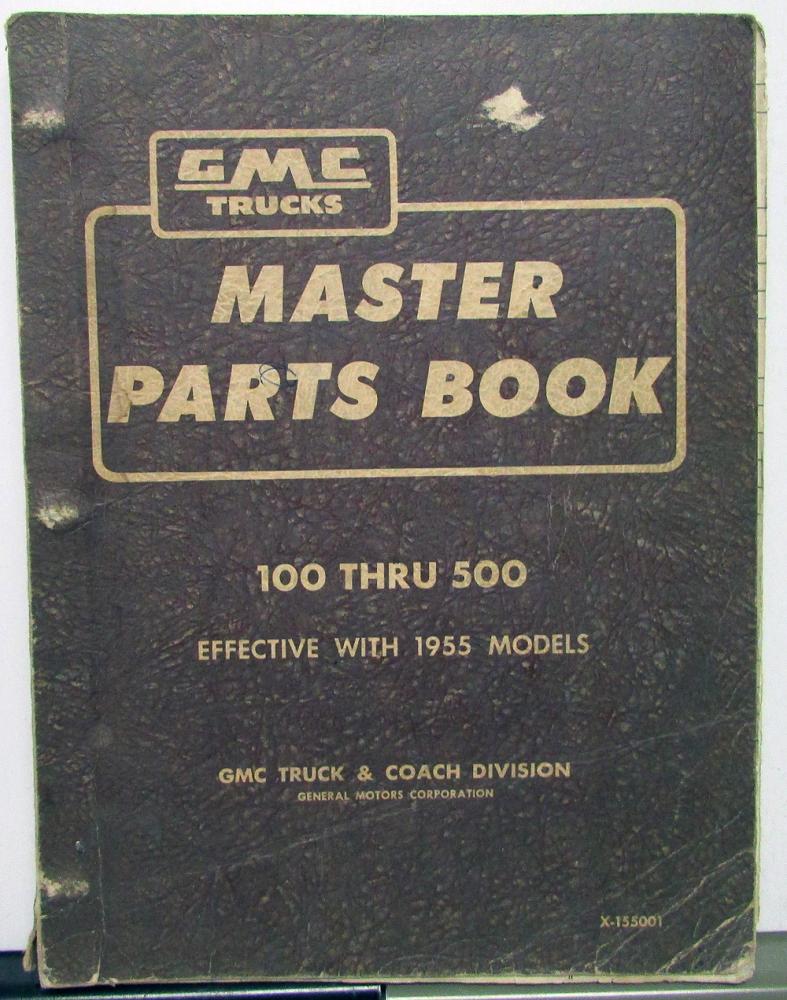 GMC
TRUCKS
MASTER
PARTS BOOK
100 THRU 500
EFFECTIVE WITH 1955 MODELS
GMC TRUCK & COACH DIVISION
GENERAL MOTORS CORPORATION
X-155001